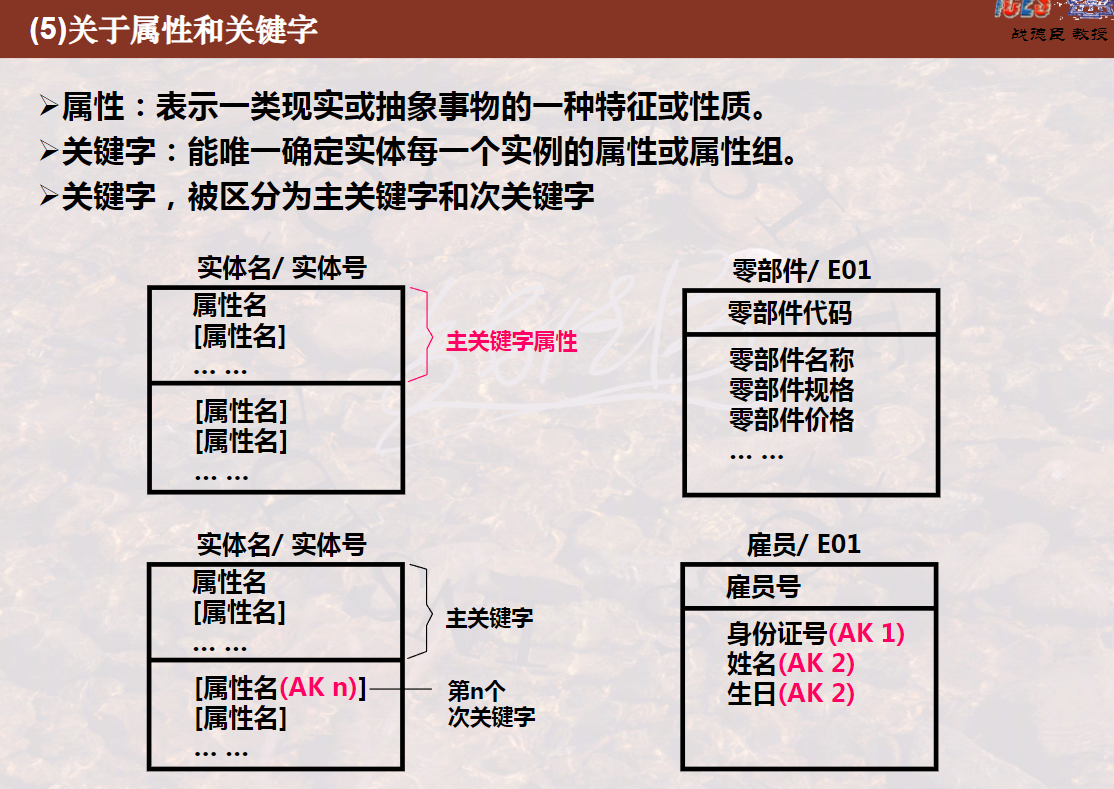 (5)关于属性和关键字
战德臣 教授
➢属性：表示一类现实或抽象事物的一种特征或性质。
➢关键字：能唯一确定实体每一个实例的属性或属性组。
➢关键字，被区分为主关键字和次关键字
实体名/ 实体号
属性名
[属性名]
... ...
[属性名]
[属性名]
... ...
主关键字属性
零部件/ E01
零部件代码
零部件名称
零部件规格
零部件价格
... ...
实体名/ 实体号
属性名
[属性名]
... ...
[属性名(AK n)]
[属性名]
... ...
主关键字
第n个
次关键字
雇员/ E01
雇员号
身份证号(AK 1)
姓名(AK 2)
生日(AK 2)